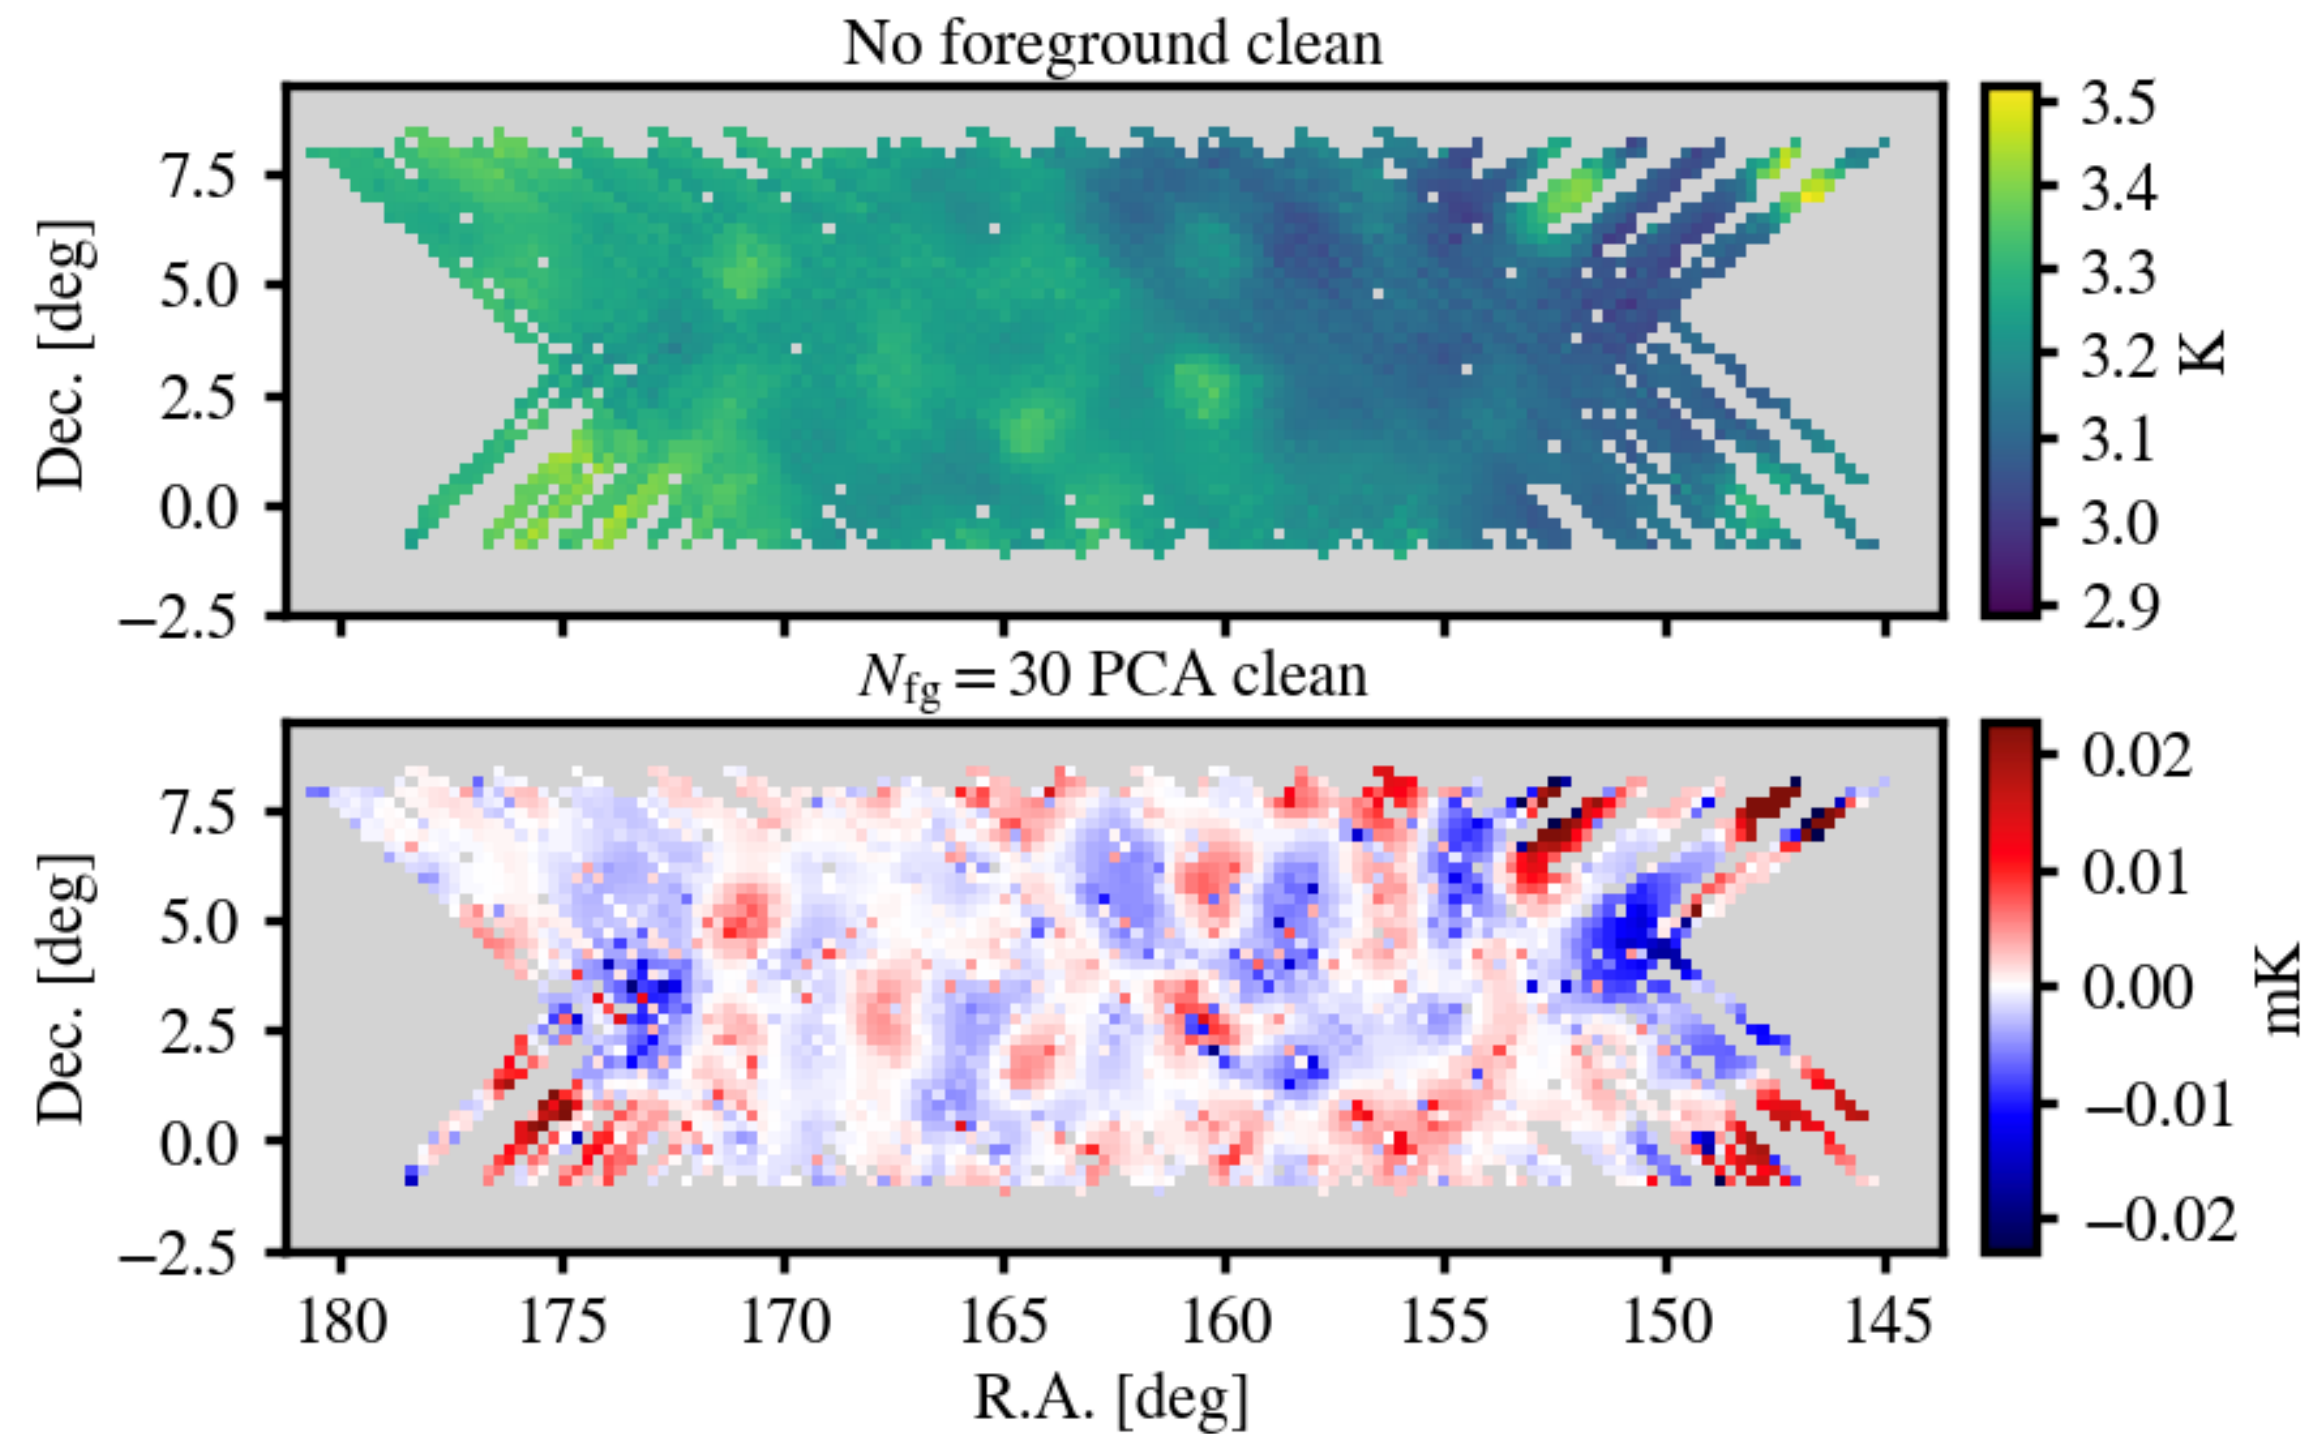 No foreground clean
7.5
5.0
2.5
0.0
−2.5
Dec. [deg]
3.5
3.4
3.3
3.2
3.1
3.0
2.9
K
N_fg = 30 PCA clean
7.5
5.0
2.5
0.0
−2.5
Dec. [deg]
0.02
0.01
0.00
−0.01
−0.02
mK
180 175 170 165 160 155 150 145
R.A. [deg]